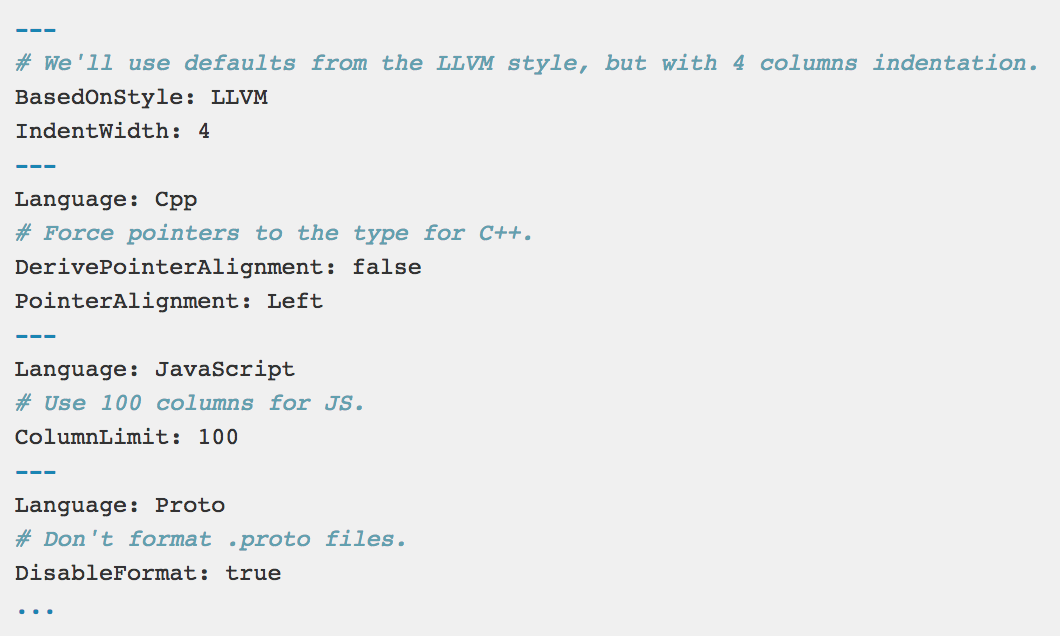 ---
# We'll use defaults from the LLVM style, but with 4 columns indentation.
BasedOnStyle: LLVM
IndentWidth: 4
---
Language: Cpp
# Force pointers to the type for C++.
DerivePointerAlignment: false
PointerAlignment: Left
---
Language: JavaScript
# Use 100 columns for JS.
ColumnLimit: 100
---
Language: Proto
# Don't format .proto files.
DisableFormat: true
...